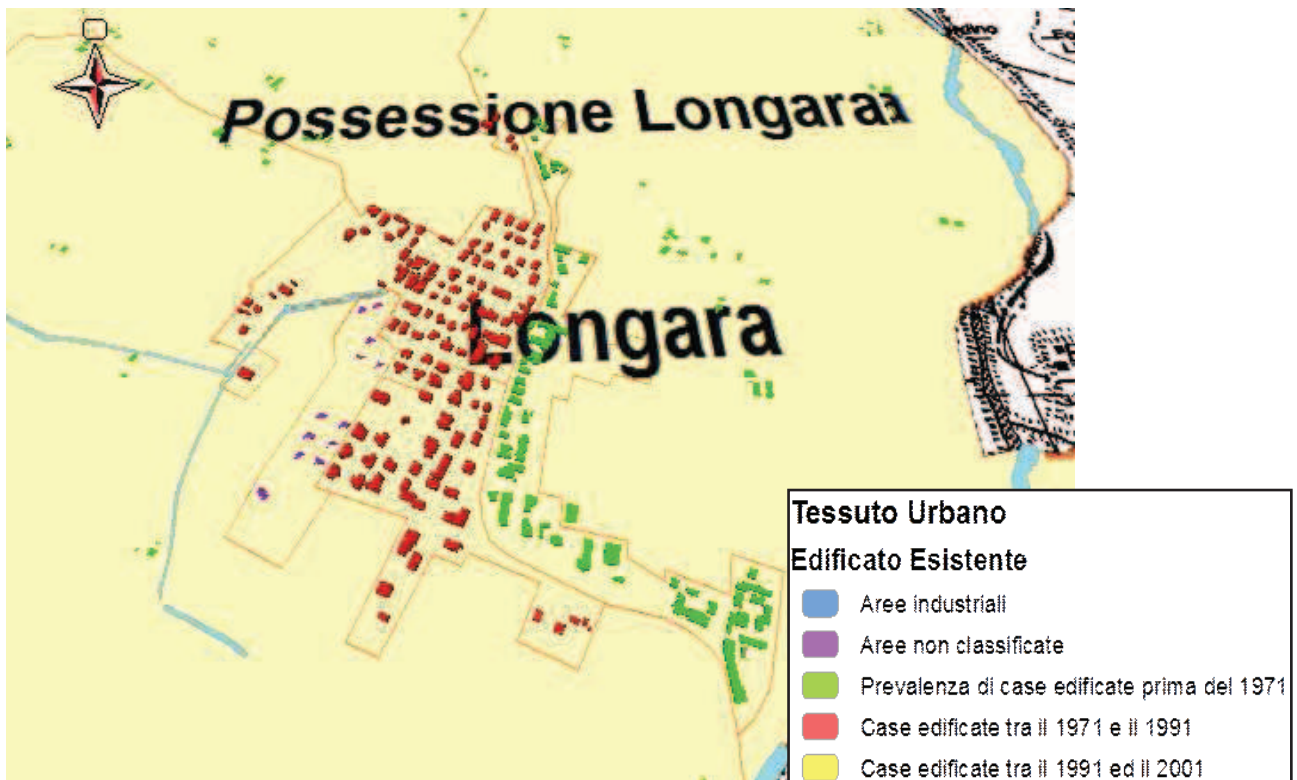 Possessione Longara
Longara
Tessuto Urbano
Edificato Esistente
Aree industriali
Aree non classificate
Prevalenza di case edificate prima del 1971
Case edificate tra il 1971 e il 1991
Case edificate tra il 1991 ed il 2001